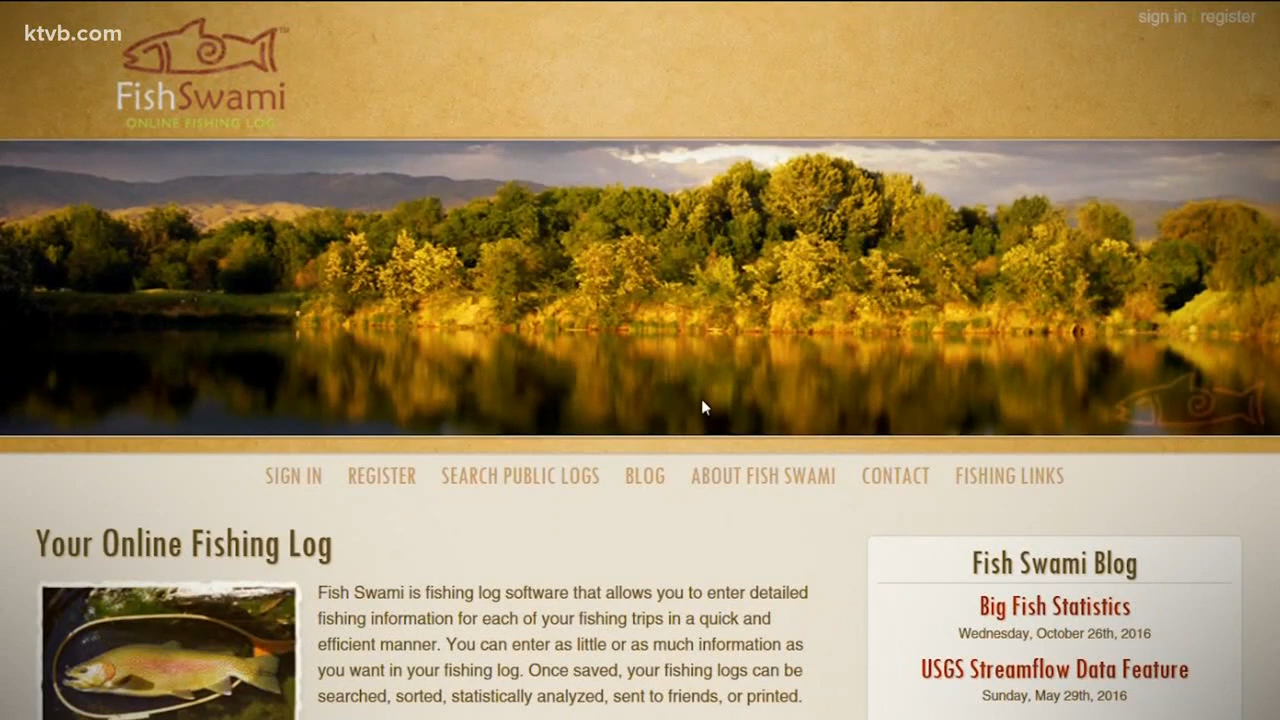 ktvb.com
sign in | register
TM
FishSwami
ONLINE FISHING LOG
SIGN IN REGISTER SEARCH PUBLIC LOGS BLOG ABOUT FISH SWAMI CONTACT FISHING LINKS
Your Online Fishing Log
Fish Swami is fishing log software that allows you to enter detailed
fishing information for each of your fishing trips in a quick and
efficient manner. You can enter as little or as much information as
you want in your fishing log. Once saved, your fishing logs can be
searched, sorted, statistically analyzed, sent to friends, or printed.
Fish Swami Blog
Big Fish Statistics
Wednesday, October 26th, 2016
USGS Streamflow Data Feature
Sunday, May 29th, 2016